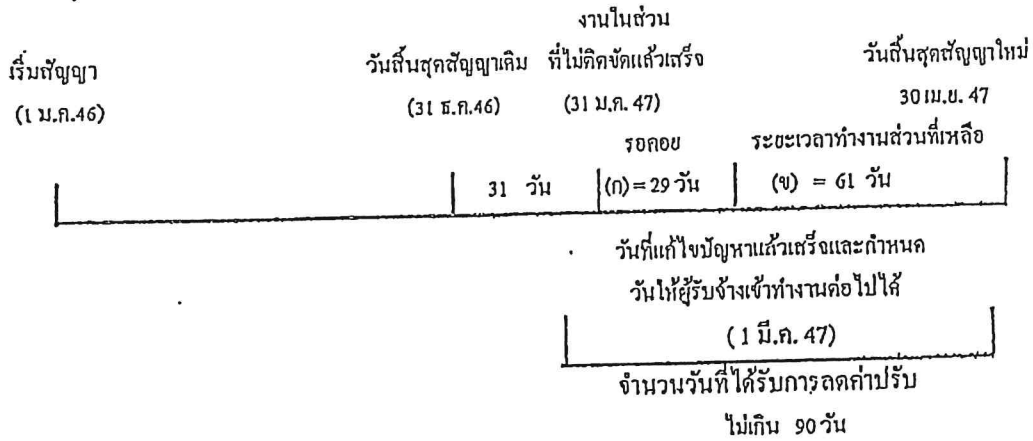 งานในส่วน
เริ่มสัญญา วันสิ้นสุดสัญญาเดิม ที่ไม่ติดขัดแล้วเสร็จ วันสิ้นสุดสัญญาใหม่
(1 ม.ค.46) (31 ธ.ค.46) (31 ม.ค. 47) 30 เม.ย. 47
รอคอย ระยะเวลาทำงานส่วนที่เหลือ
31 วัน (ก) = 29 วัน (ข) = 61 วัน
วันที่แก้ไขปัญหาแล้วเสร็จและกำหนด
วันให้ผู้รับจ้างเข้าทำงานต่อไปได้
(1 มี.ค. 47)
จำนวนวันที่ได้รับการลดค่าปรับ
ไม่เกิน 90 วัน